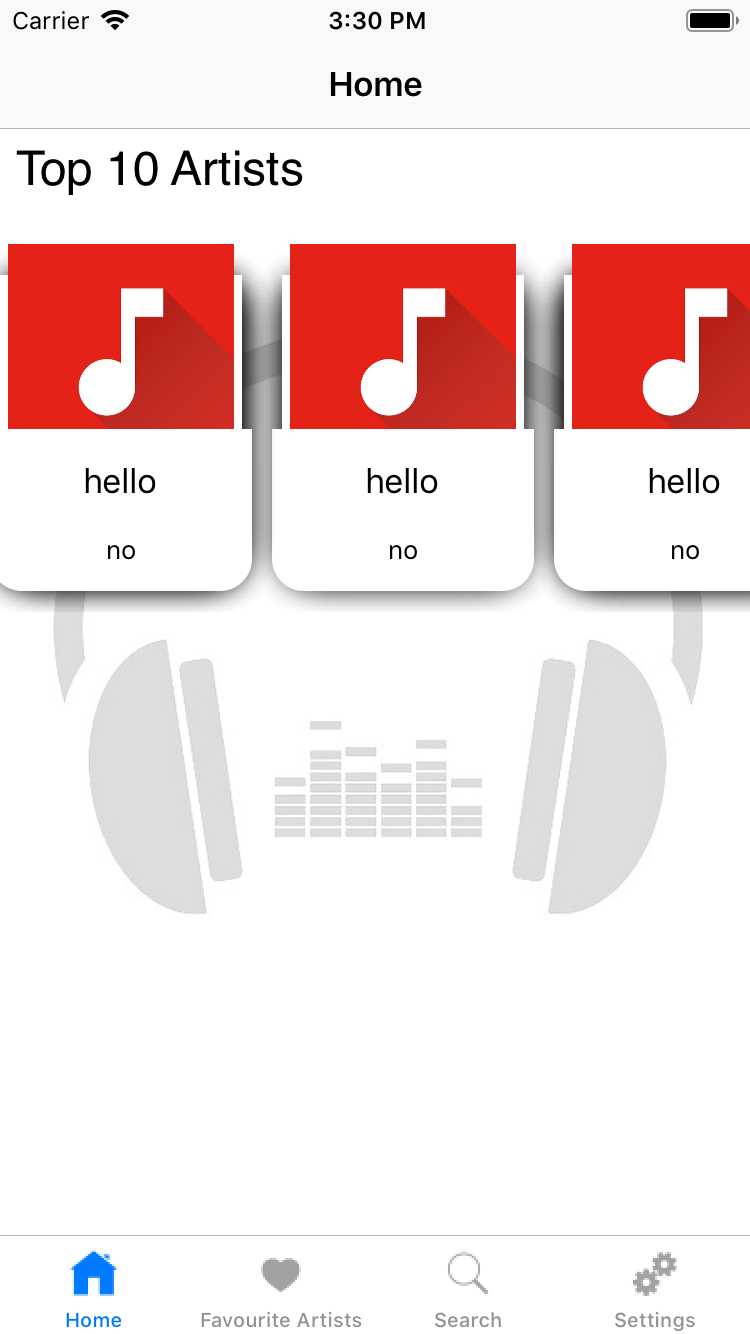 Carrier 3:30 PM
Home
Top 10 Artists
hello hello hello
no no no
Home Favourite Artists Search Settings